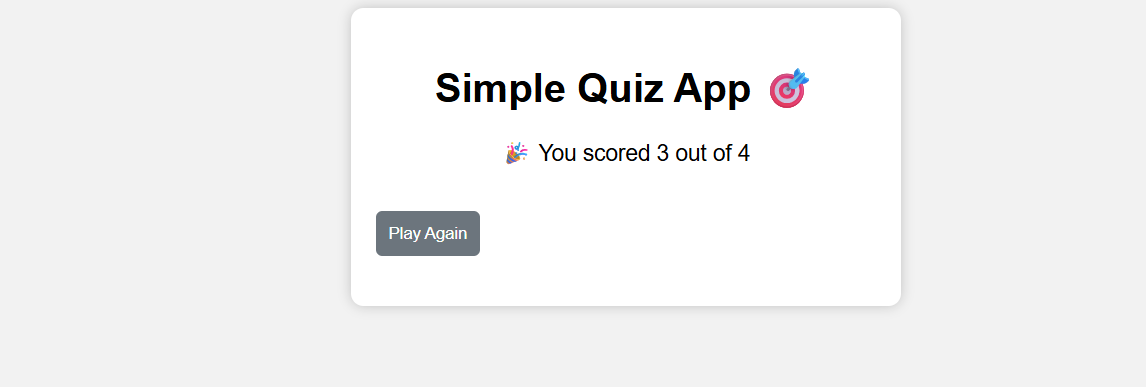 Simple Quiz App 🎯
🎉 You scored 3 out of 4
Play Again